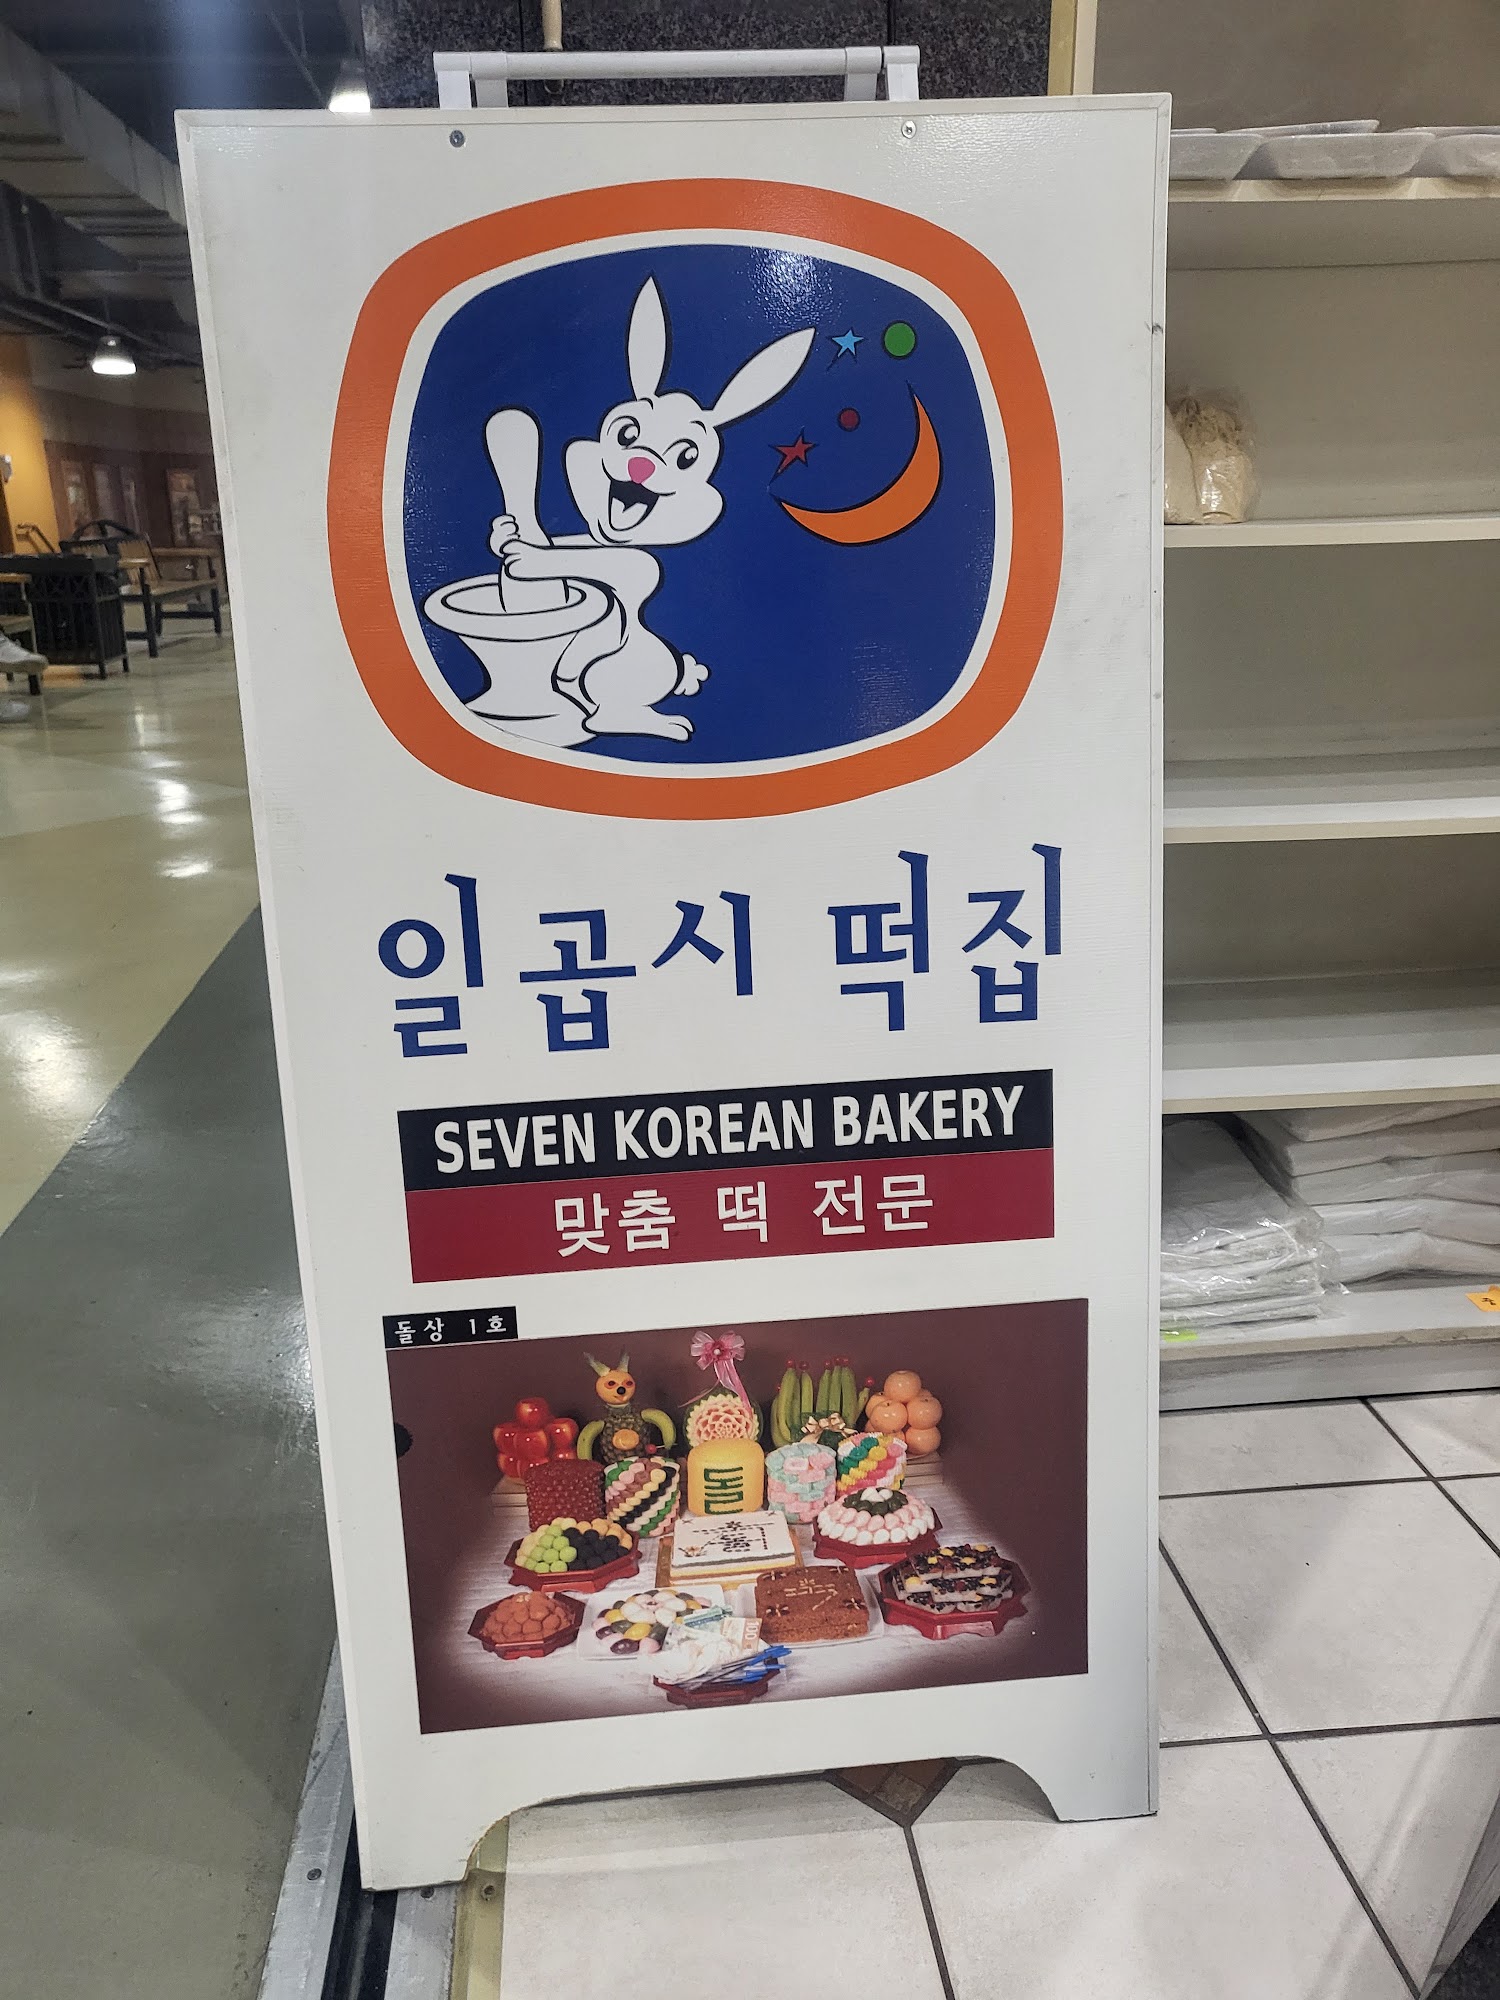 일곱시 떡집
SEVEN KOREAN BAKERY
맞춤 떡 전문
돌상 1호
돌